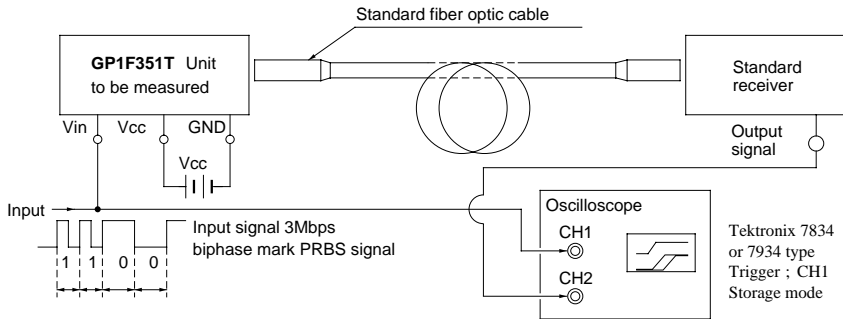 Standard fiber optic cable
GP1F351T Unit
to be measured
Standard
receiver
Vin
Vcc
GND
Vcc
Output
signal
Input
Input signal 3Mbps
biphase mark PRBS signal
1 1 0 0
Oscilloscope
CH1
CH2
Tektronix 7834
or 7934 type
Trigger ; CH1
Storage mode